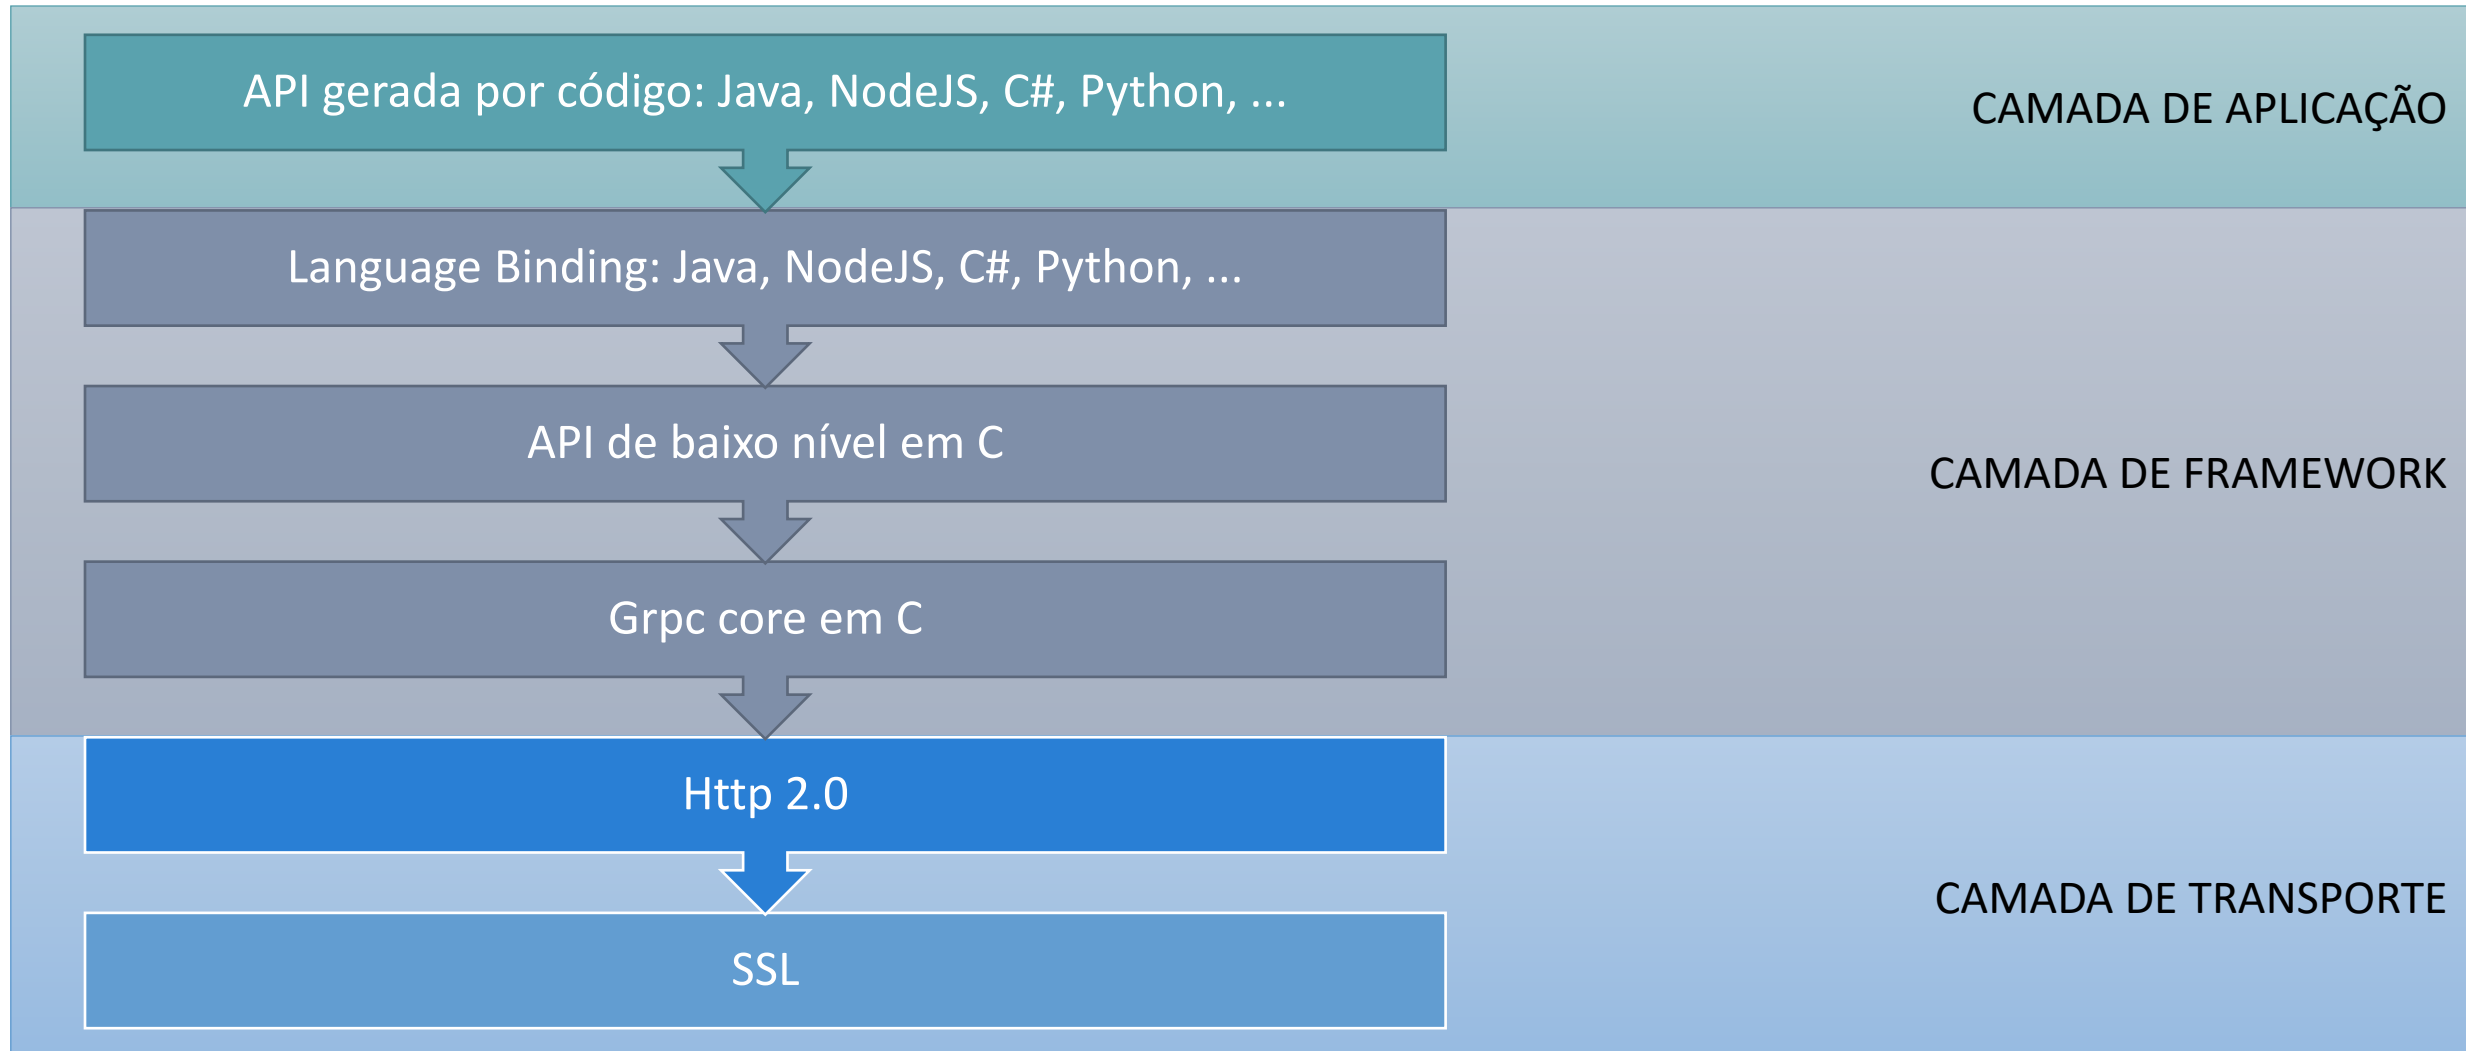 API gerada por código: Java, NodeJS, C#, Python, ...
CAMADA DE APLICAÇÃO
Language Binding: Java, NodeJS, C#, Python, ...
API de baixo nível em C
CAMADA DE FRAMEWORK
Grpc core em C
Http 2.0
CAMADA DE TRANSPORTE
SSL